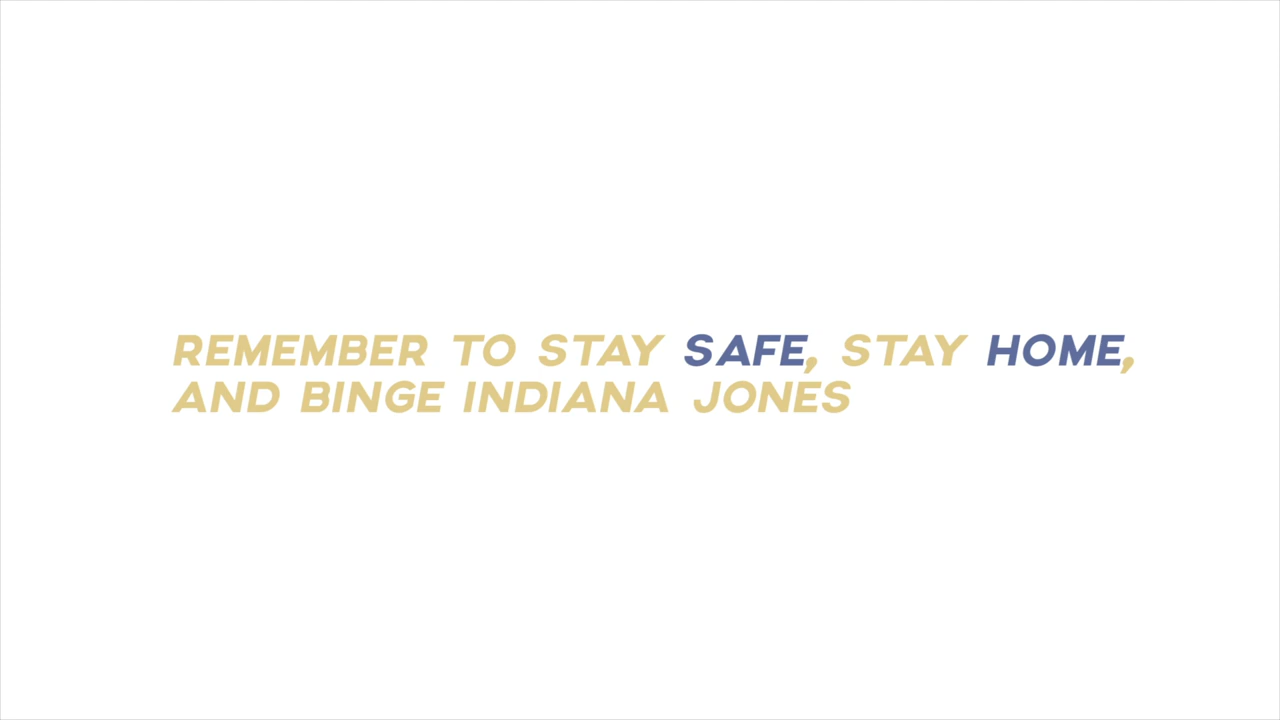 REMEMBER TO STAY SAFE, STAY HOME,
AND BINGE INDIANA JONES